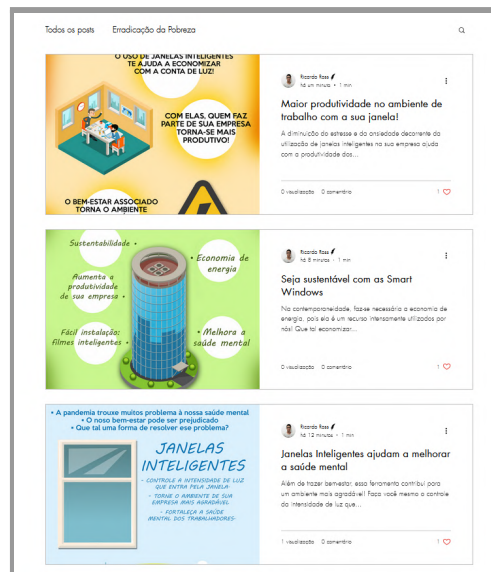 Todos os posts Erradicação da Pobreza
O USO DE JANELAS INTELIGENTES
TE AJUDA A ECONOMIZAR
COM A CONTA DE LUZ!
COM ELAS, QUEM FAZ
PARTE DE SUA EMPRESA
TORNA-SE MAIS
PRODUTIVO!
O BEM-ESTAR ASSOCIADO
TORNA O AMBIENTE
Ricardo Ross
há um minuto • 1 min
Maior produtividade no ambiente de
trabalho com a sua janela!
A diminuição do estresse e da ansiedade decorrente da
utilização de janelas inteligentes na sua empresa ajuda
com a produtividade dos...
0 visualização 0 comentário 1
Sustentabilidade •
Aumenta a
produtividade
de sua empresa •
Fácil instalação:
filmes inteligentes •
• Economia de
energia
• Melhora a
saúde mental
Ricardo Ross
há 8 minutos • 1 min
Seja sustentável com as Smart
Windows
Na contemporaneidade, faz-se necessária a economia de
energia, pois ela é um recurso intensamente utilizados por
nós! Que tal economizar...
0 visualização 0 comentário 1
• A pandemia trouxe muitos problema à nossa saúde mental
• O noso bem-estar pode ser prejudicado
• Que tal uma forma de resolver ese problema?
JANELAS
INTELIGENTES
• CONTROLE A INTENSIDADE DE LUZ
QUE ENTRA PELA JANELA•
• TORNE O AMBIENTE DE SUA
EMPRESA MAIS AGRADÁVEL•
• FORTALEÇA A SAÚDE
MENTAL DOS TRABALHADORES•
Ricardo Ross
há 12 minutos • 1 min
Janelas Inteligentes ajudam a melhorar
a saúde mental
Além de trazer bem-estar, essa ferramenta contribui para
um ambiente mais agradável! Faça você mesmo o controle
da intensidade de luz que...
1 visualização 0 comentário 1